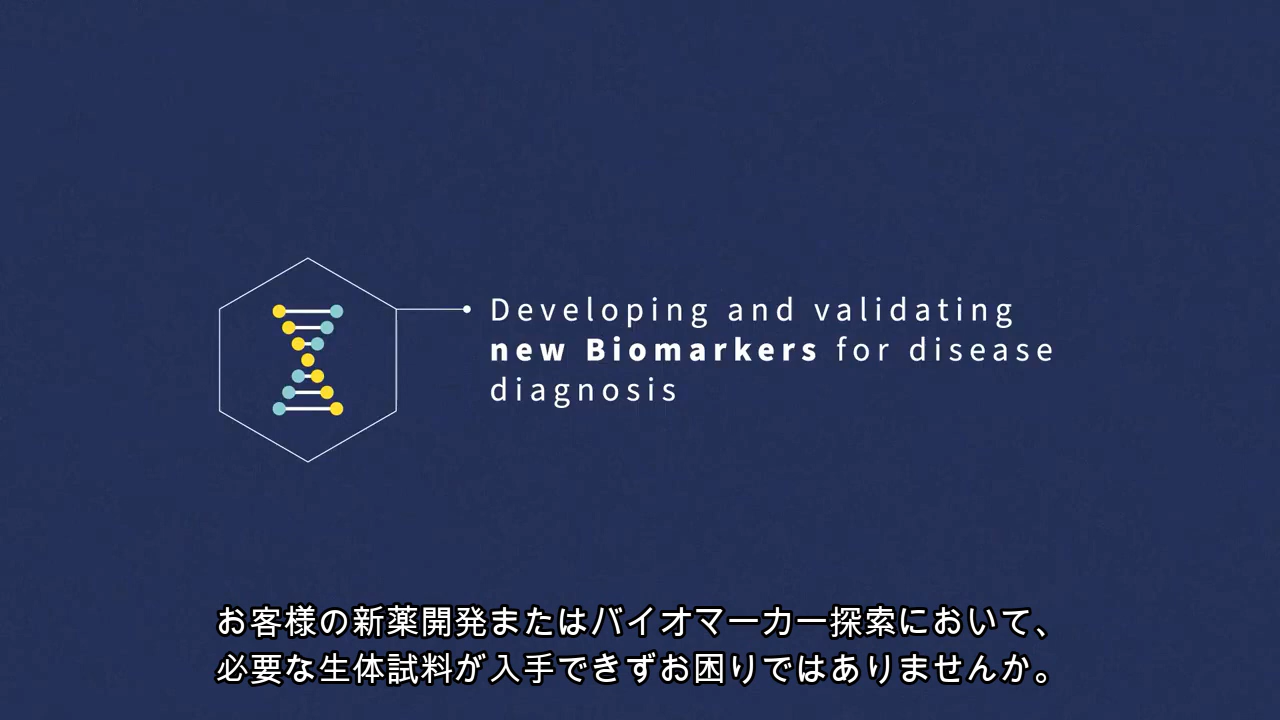 Developing and validating
new Biomarkers for disease
diagnosis
お客様の新薬開発またはバイオマーカー探索において、
必要な生体試料が入手できずお困りではありませんか。